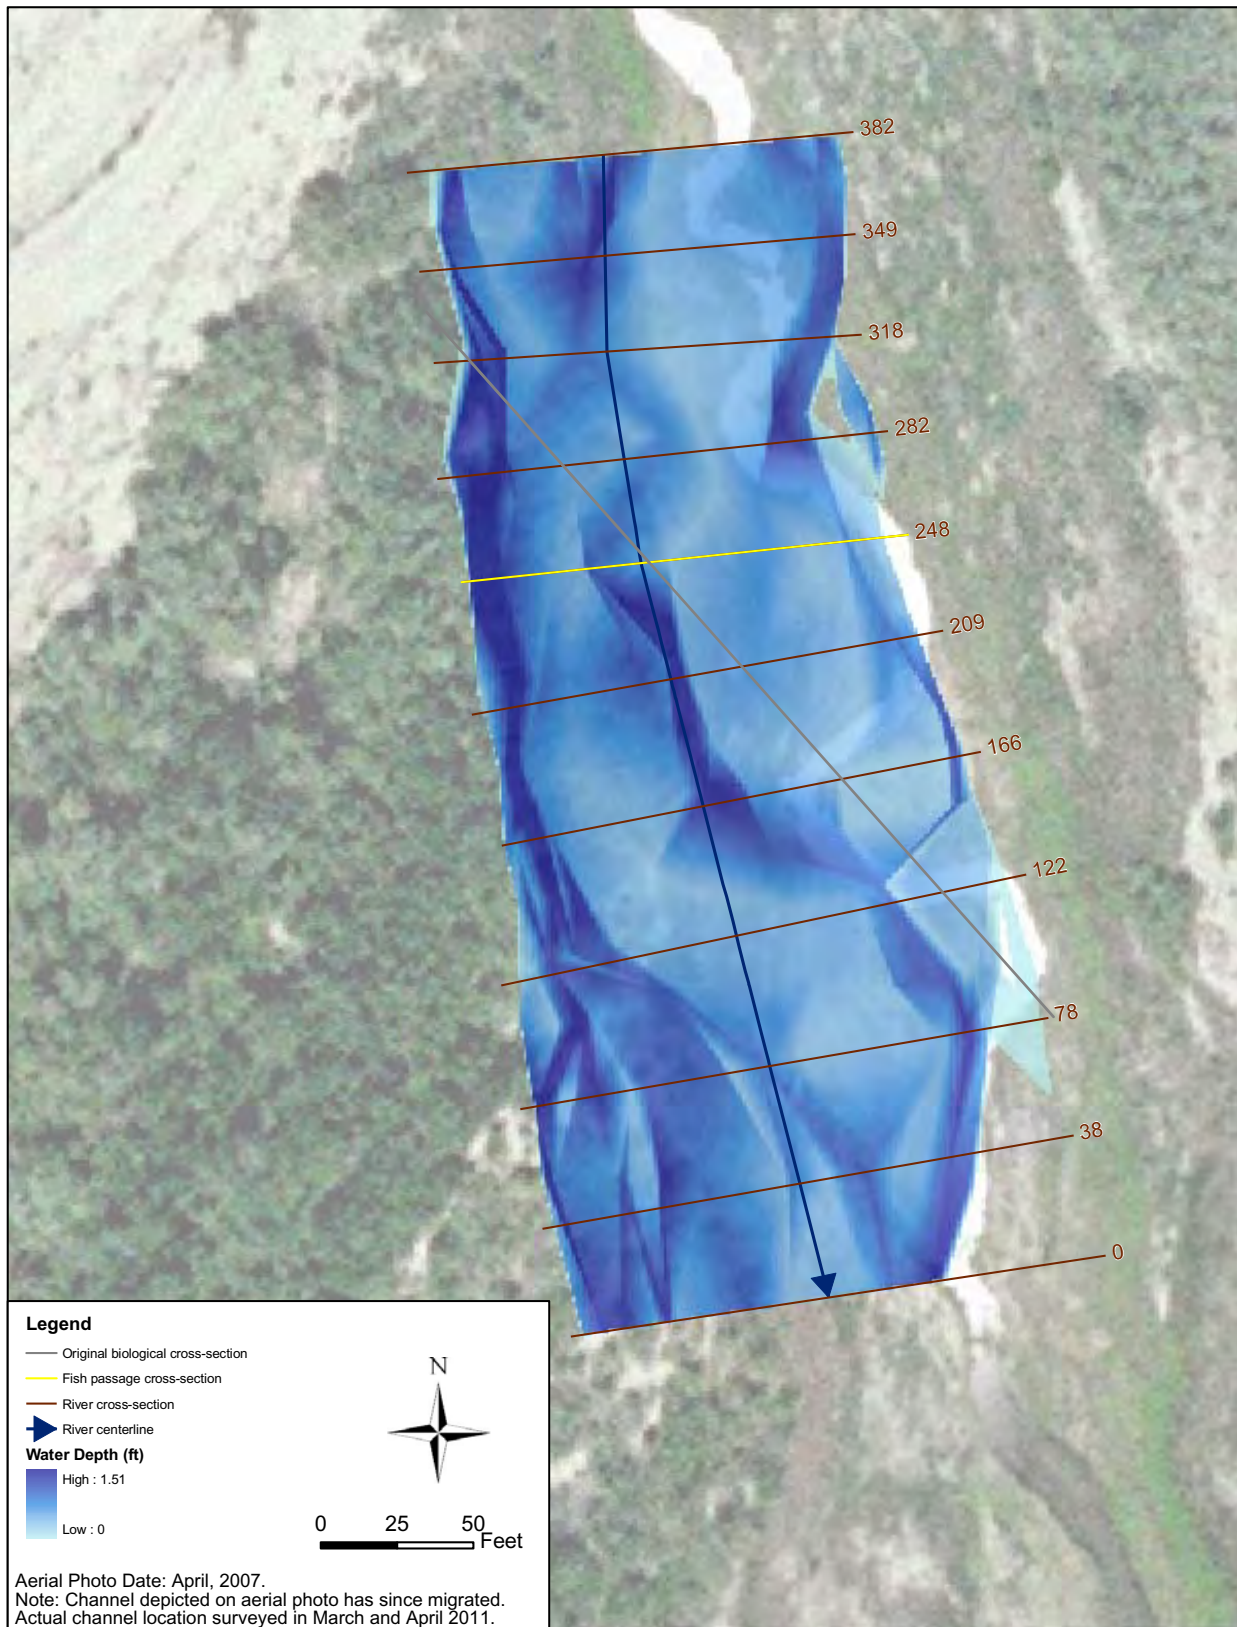 382
349
318
282
248
209
166
122
78
38
0
Legend
Original biological cross-section
Fish passage cross-section
River cross-section
River centerline
Water Depth (ft)
High : 1.51
Low : 0
N
0 25 50
Feet
Aerial Photo Date: April, 2007.
Note: Channel depicted on aerial photo has since migrated.
Actual channel location surveyed in March and April 2011.